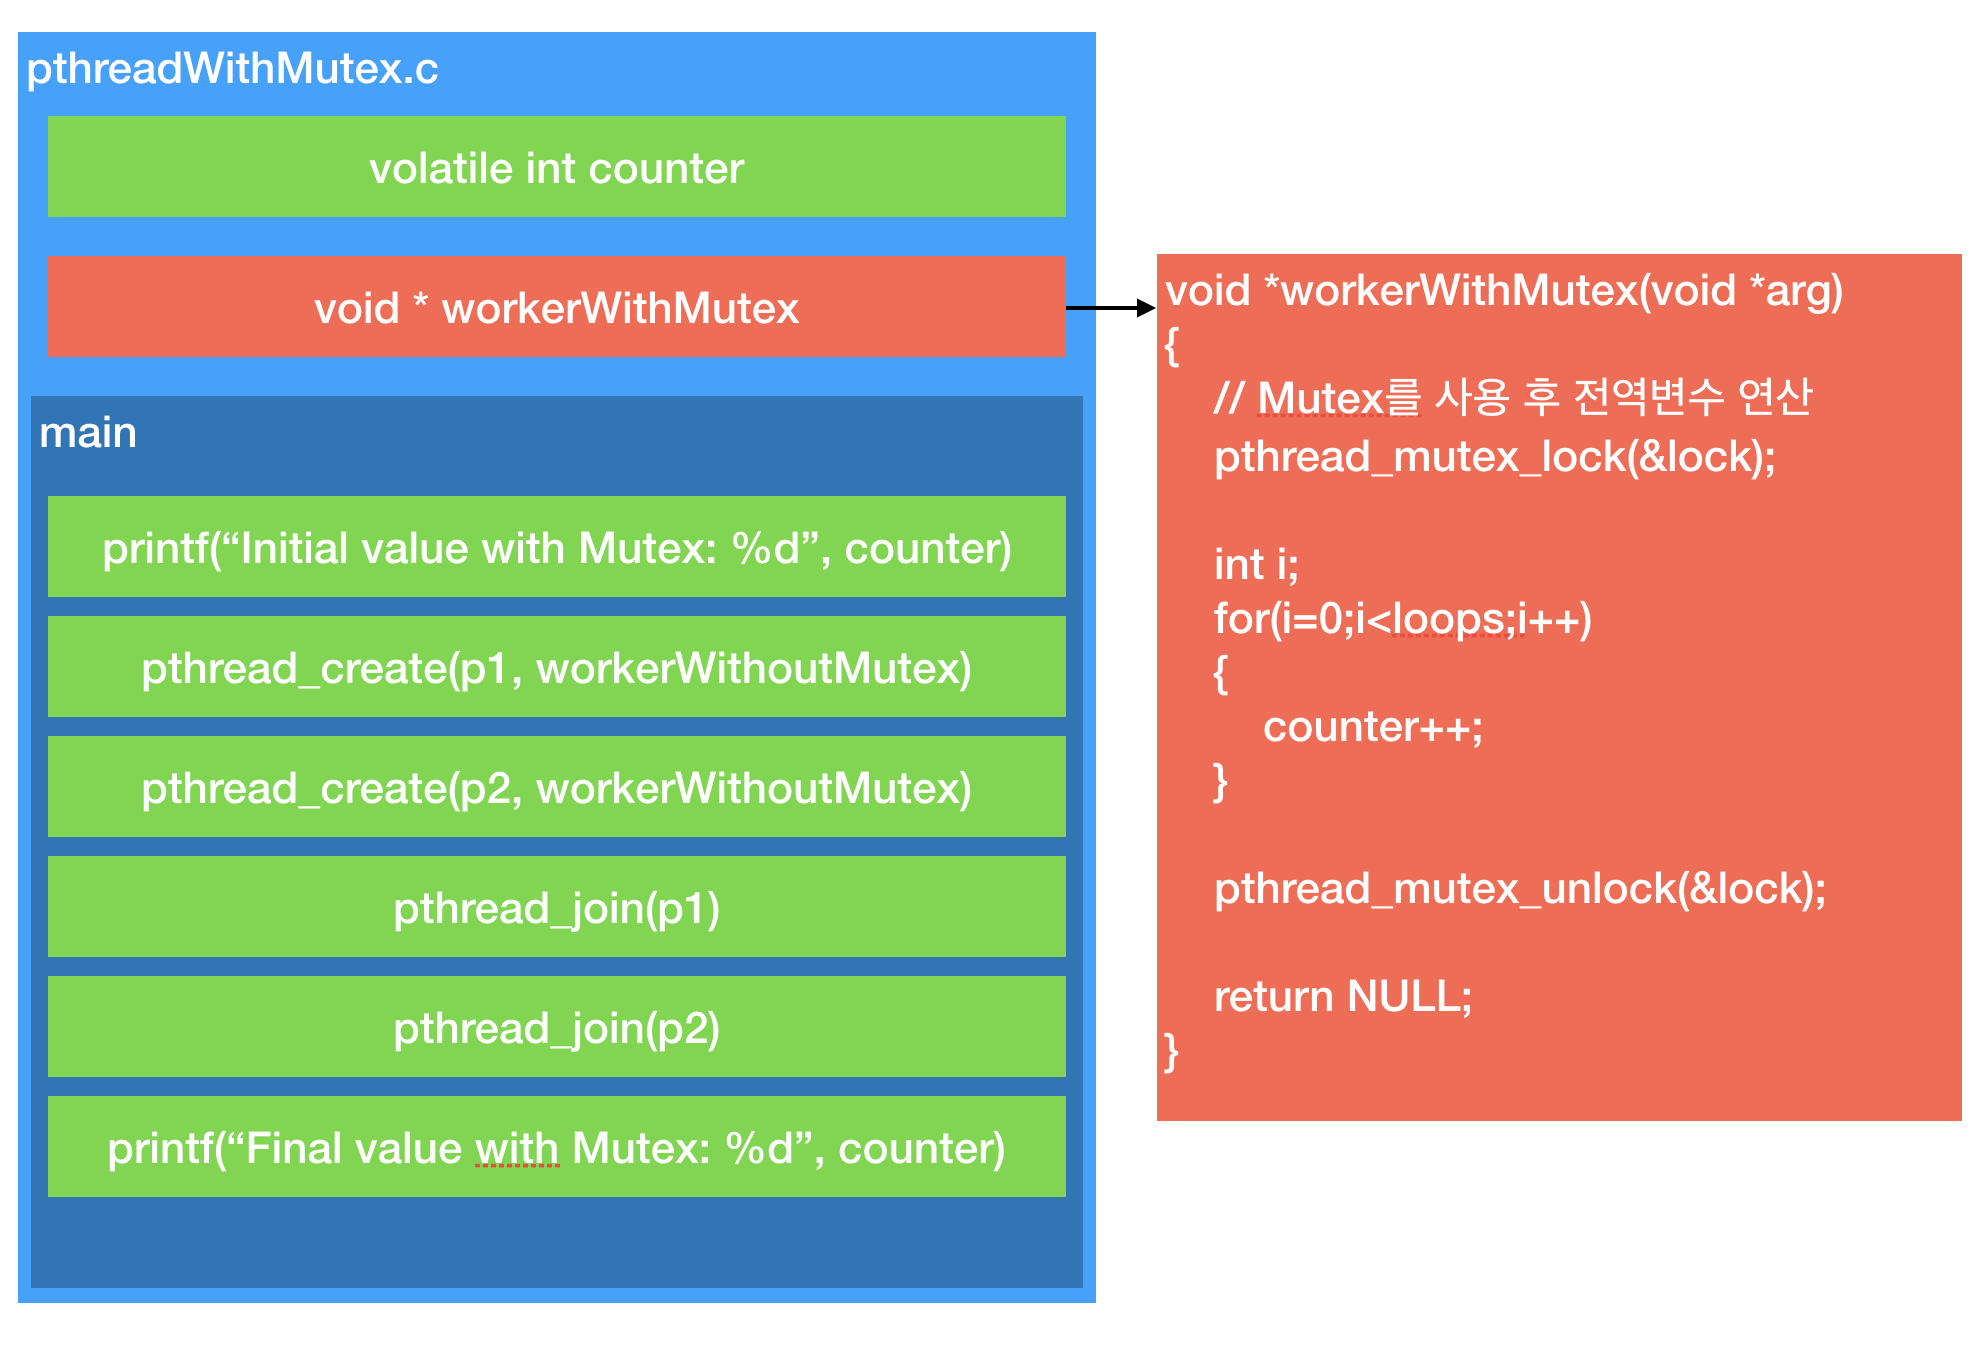 pthreadWithMutex.c
volatile int counter
void * workerWithMutex
main
printf(“Initial value with Mutex: %d”, counter)
pthread_create(p1, workerWithoutMutex)
pthread_create(p2, workerWithoutMutex)
pthread_join(p1)
pthread_join(p2)
printf(“Final value with Mutex: %d”, counter)
void *workerWithMutex(void *arg)
{
// Mutex를 사용 후 전역변수 연산
pthread_mutex_lock(&lock);
int i;
for(i=0;i<loops;i++)
{
counter++;
}
pthread_mutex_unlock(&lock);
return NULL;
}